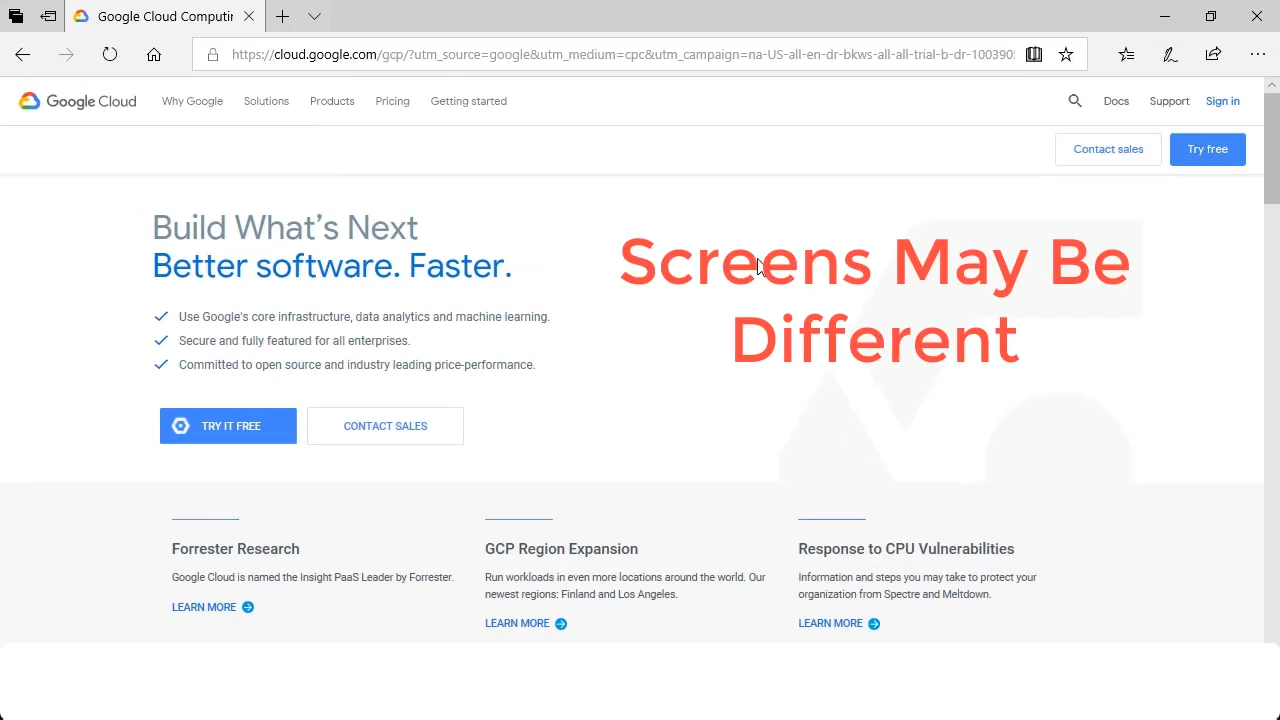 Google Cloud Computin
https://cloud.google.com/gcp/?utm_source=google&utm_medium=cpc&utm_campaign=na-US-all-en-dr-bkws-all-all-trial-b-dr-100390
Google Cloud Why Google Solutions Products Pricing Getting started Docs Support Sign in
Contact sales Try free
Build What's Next
Better software. Faster.
Screens May Be
Different
Use Google's core infrastructure, data analytics and machine learning.
Secure and fully featured for all enterprises.
Committed to open source and industry leading price-performance.
TRY IT FREE CONTACT SALES
Forrester Research
Google Cloud is named the Insight PaaS Leader by Forrester.
LEARN MORE
GCP Region Expansion
Run workloads in even more locations around the world. Our
newest regions: Finland and Los Angeles.
LEARN MORE
Response to CPU Vulnerabilities
Information and steps you may take to protect your
organization from Spectre and Meltdown.
LEARN MORE